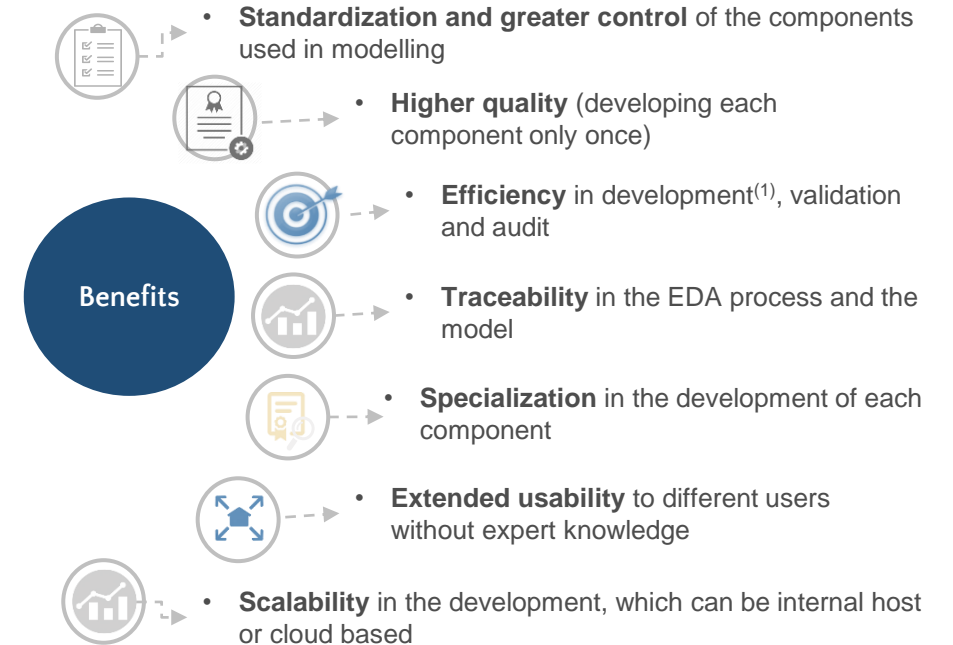 • Standardization and greater control of the components
used in modelling
• Higher quality (developing each
component only once)
• Efficiency in development(1), validation
and audit
Benefits
• Traceability in the EDA process and the
model
• Specialization in the development of each
component
• Extended usability to different users
without expert knowledge
• Scalability in the development, which can be internal host
or cloud based